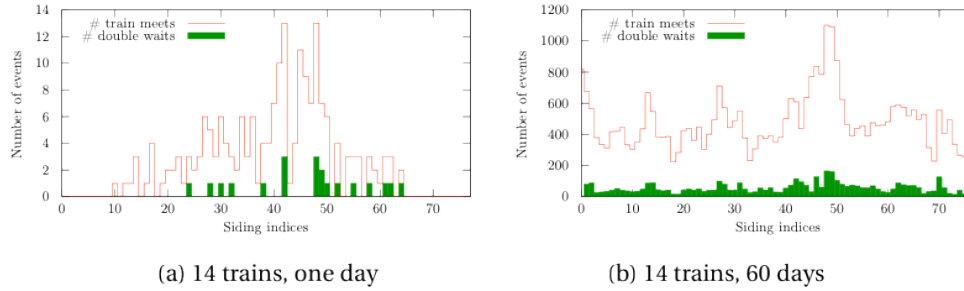 # train meets
# double waits
Number of events
14
12
10
8
6
4
2
0
0 10 20 30 40 50 60 70
Siding indices
(a) 14 trains, one day
# train meets
# double waits
Number of events
1200
1000
800
600
400
200
0
0 10 20 30 40 50 60 70
Siding indices
(b) 14 trains, 60 days